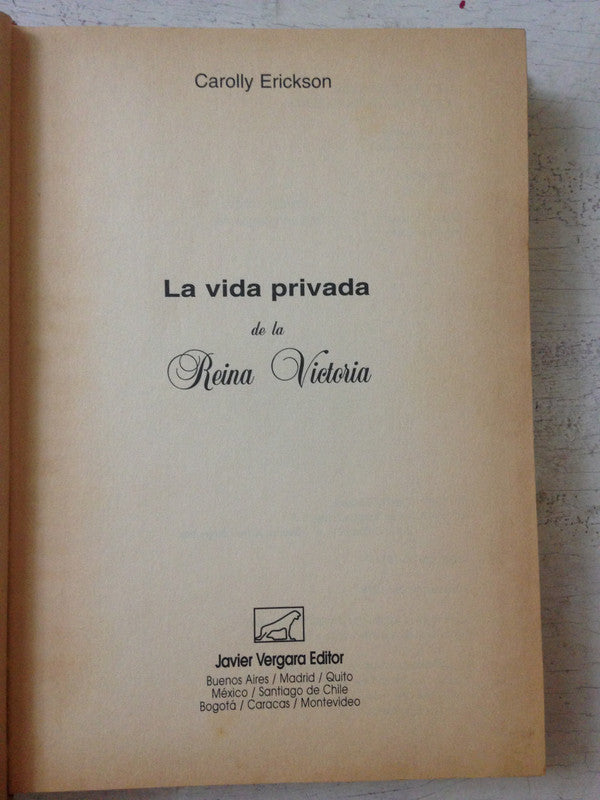 Carolly Erickson
La vida privada
de la
Reina Victoria
Javier Vergara Editor
Buenos Aires / Madrid / Quito
México / Santiago de Chile
Bogotá / Caracas / Montevideo